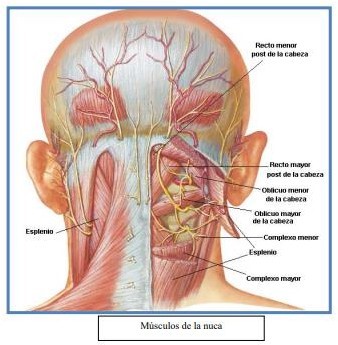 Recto menor
post de la cabeza
Recto mayor
post de la cabeza
Oblicuo menor
de la cabeza
Oblicuo mayor
de la cabeza
Complexo menor
Esplenio
Esplenio
Complexo mayor
Músculos de la nuca